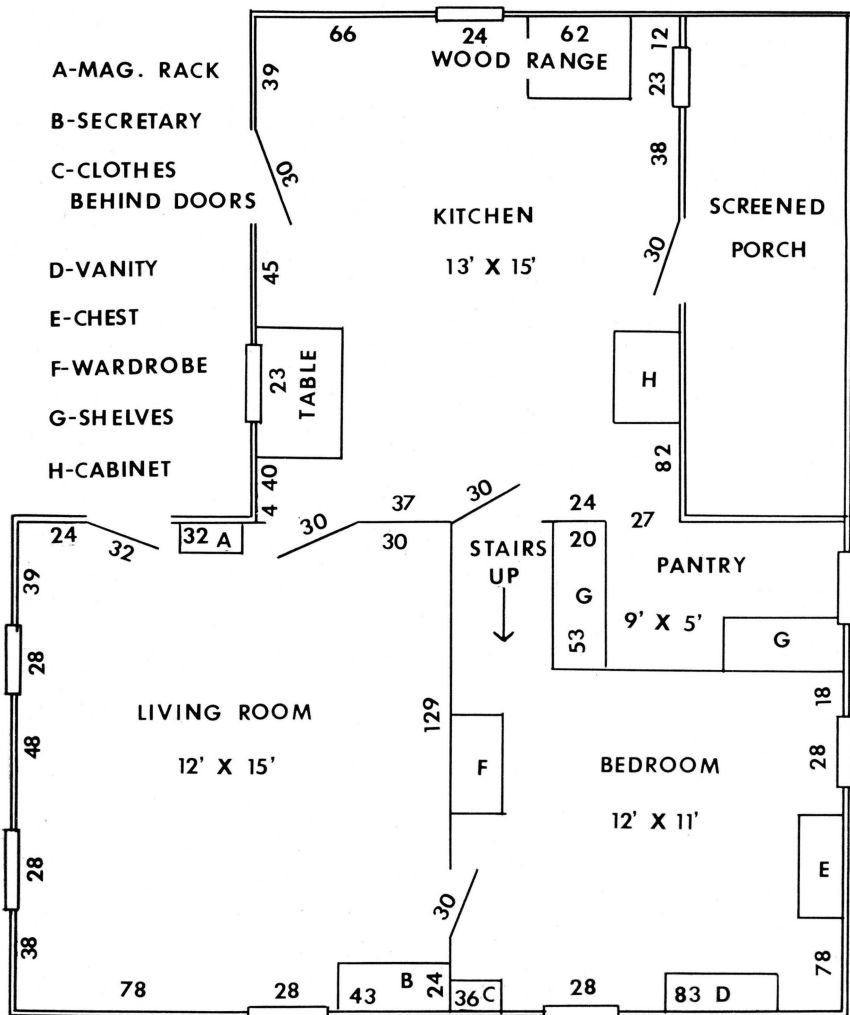 A-MAG. RACK
B-SECRETARY
C-CLOTHES
BEHIND DOORS
D-VANITY
E-CHEST
F-WARDROBE
G-SHELVES
H-CABINET
66
24
62
WOOD RANGE
12
23
38
39
30
KITCHEN
13' X 15'
SCREENED
PORCH
30
45
23
TABLE
H
82
40
4
24
32
32 A
30
37
30
30
24
27
20
STAIRS
UP
G
53
PANTRY
9' X 5'
G
39
28
48
28
38
LIVING ROOM
12' X 15'
129
F
BEDROOM
12' X 11'
18
28
E
78
30
78
28
43
B
24
36 C
28
83 D